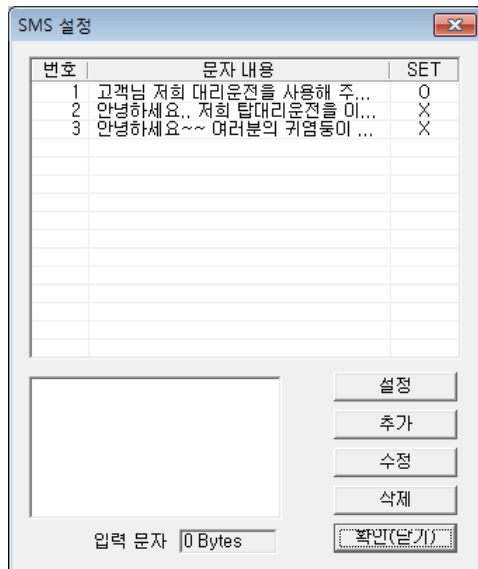 SMS 설정
번호 문자 내용 SET
1 고객님 저희 대리운전을 사용해 주... O
2 안녕하세요.. 저희 탑대리운전을 이... X
3 안녕하세요~~ 여러분의 귀염둥이 ... X
설정
추가
수정
삭제
입력 문자 0 Bytes 확인(닫기)